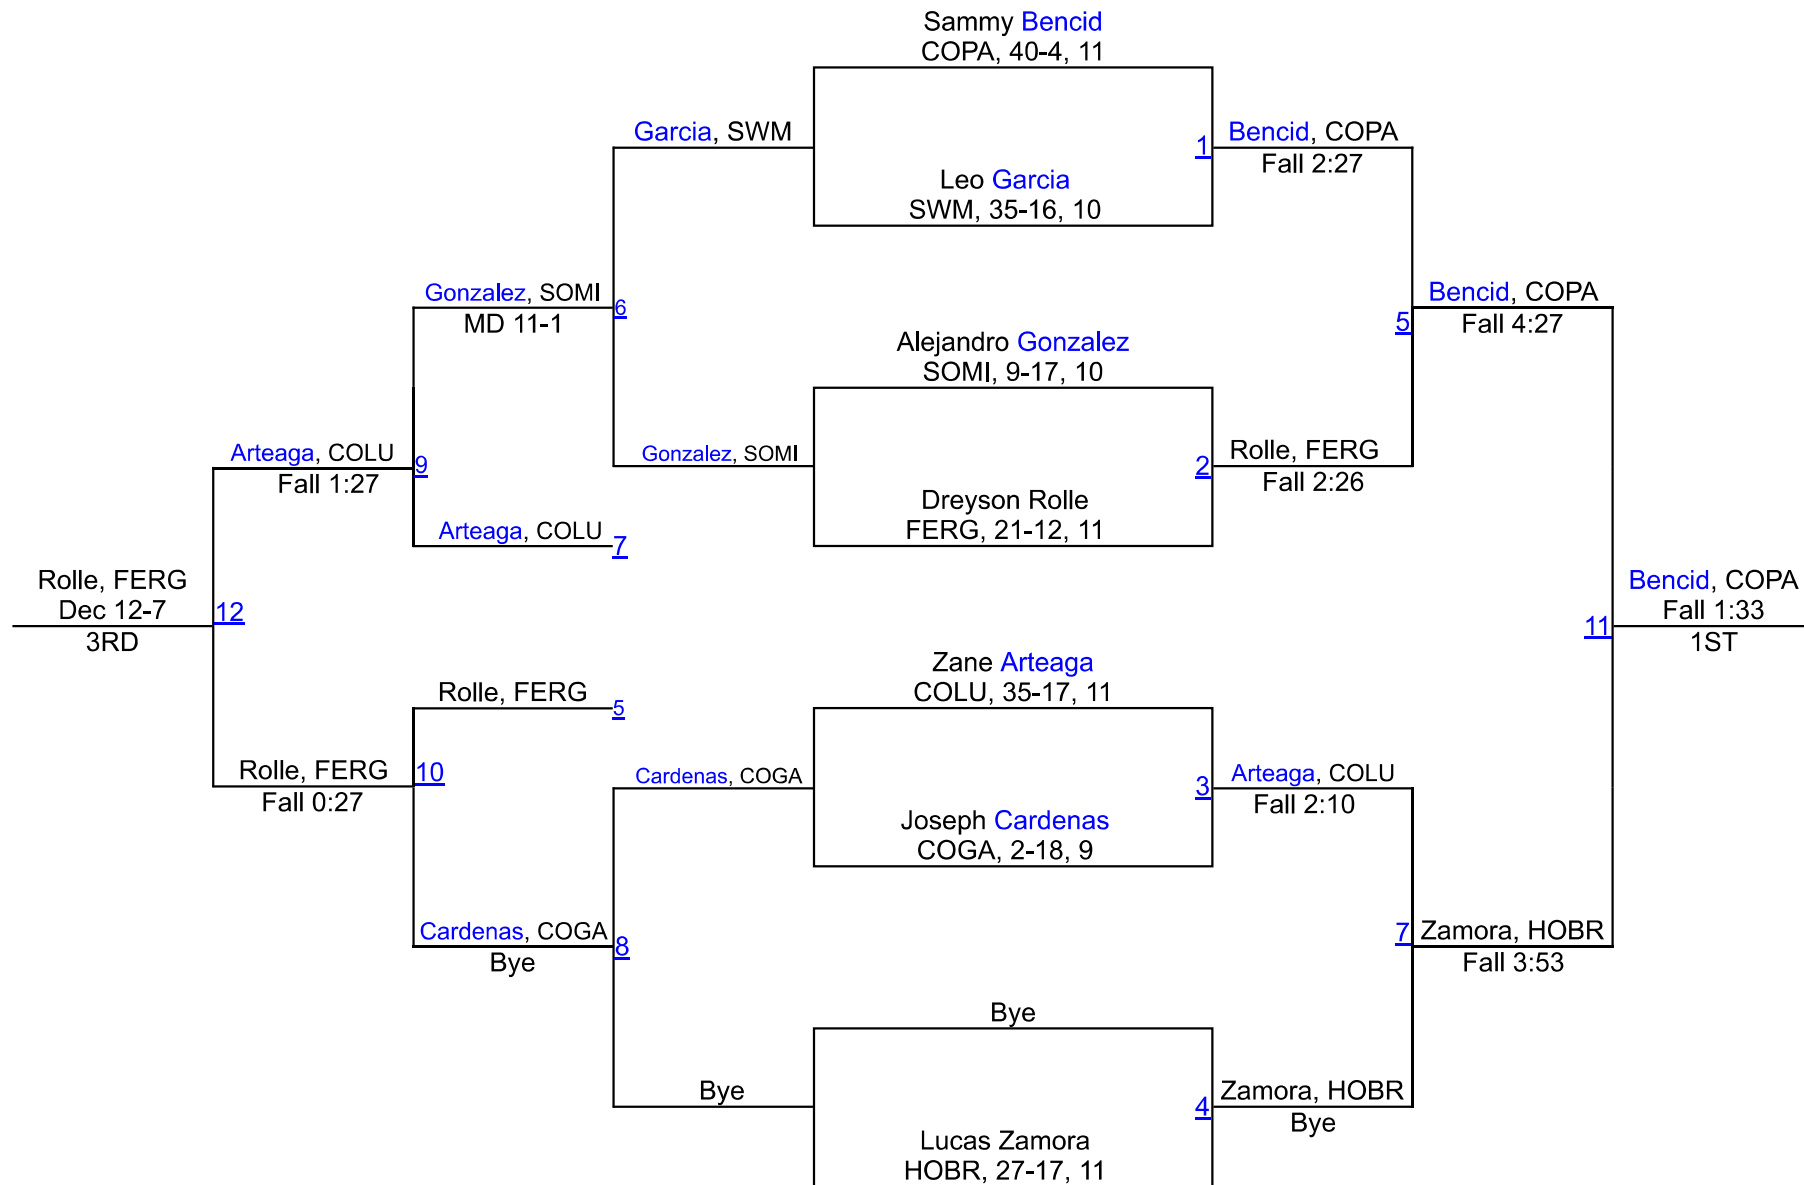 Sammy Bencid
COPA, 40-4, 11
Garcia, SWM
1
Bencid, COPA
Fall 2:27
Leo Garcia
SWM, 35-16, 10
Gonzalez, SOMI
MD 11-1
6
Bencid, COPA
Fall 4:27
5
Alejandro Gonzalez
SOMI, 9-17, 10
Arteaga, COLU
Fall 1:27
9
Gonzalez, SOMI
2
Rolle, FERG
Fall 2:26
Dreyson Rolle
FERG, 21-12, 11
Arteaga, COLU
7
Rolle, FERG
Dec 12-7
3RD
12
11
Bencid, COPA
Fall 1:33
1ST
Zane Arteaga
COLU, 35-17, 11
Rolle, FERG
5
Rolle, FERG
Fall 0:27
10
Cardenas, COGA
3
Arteaga, COLU
Fall 2:10
Joseph Cardenas
COGA, 2-18, 9
Cardenas, COGA
Bye
8
7
Zamora, HOBR
Fall 3:53
Bye
Bye
4
Zamora, HOBR
Bye
Lucas Zamora
HOBR, 27-17, 11